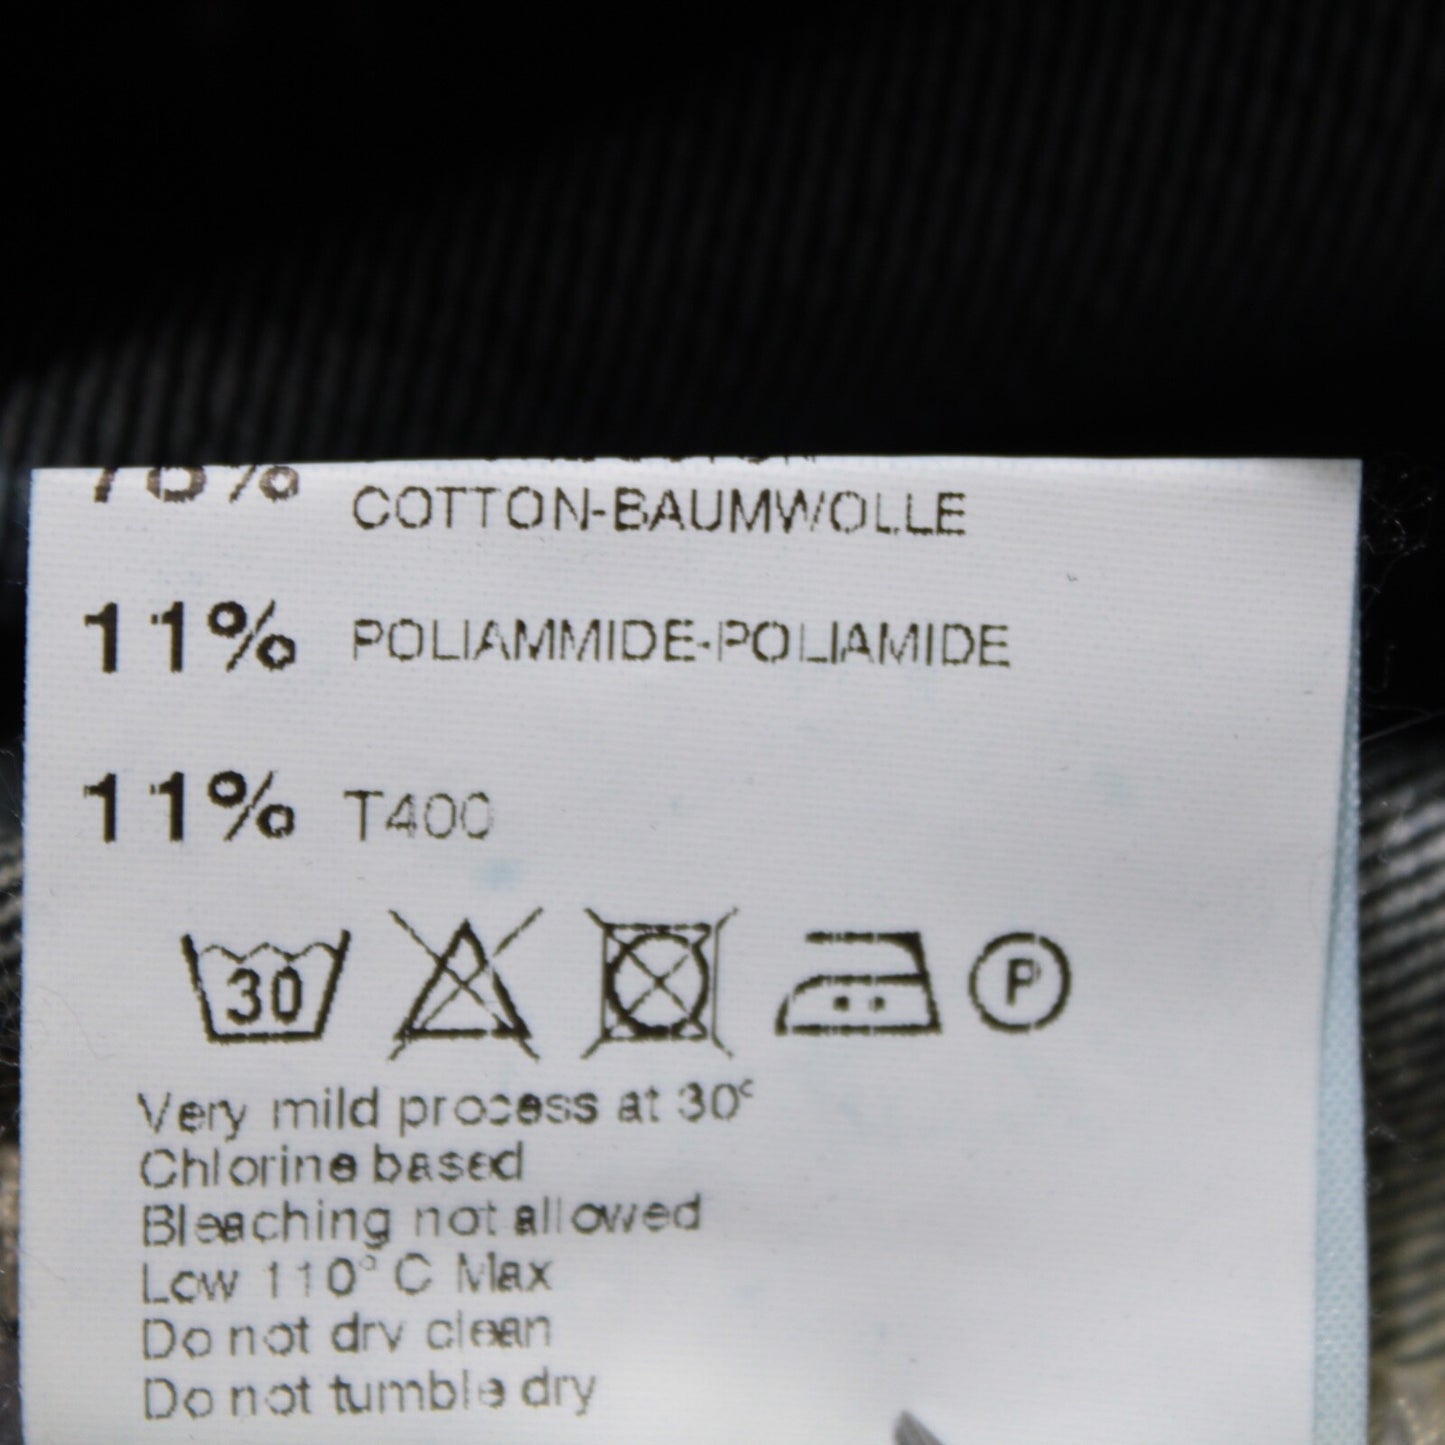 78% COTTON-BAUMWOLLE
11% POLIAMMIDE-POLIAMIDE
11% T400
30 P
Very mild process at 30°
Chlorine based
Bleaching not allowed
Low 110° C Max
Do not dry clean
Do not tumble dry